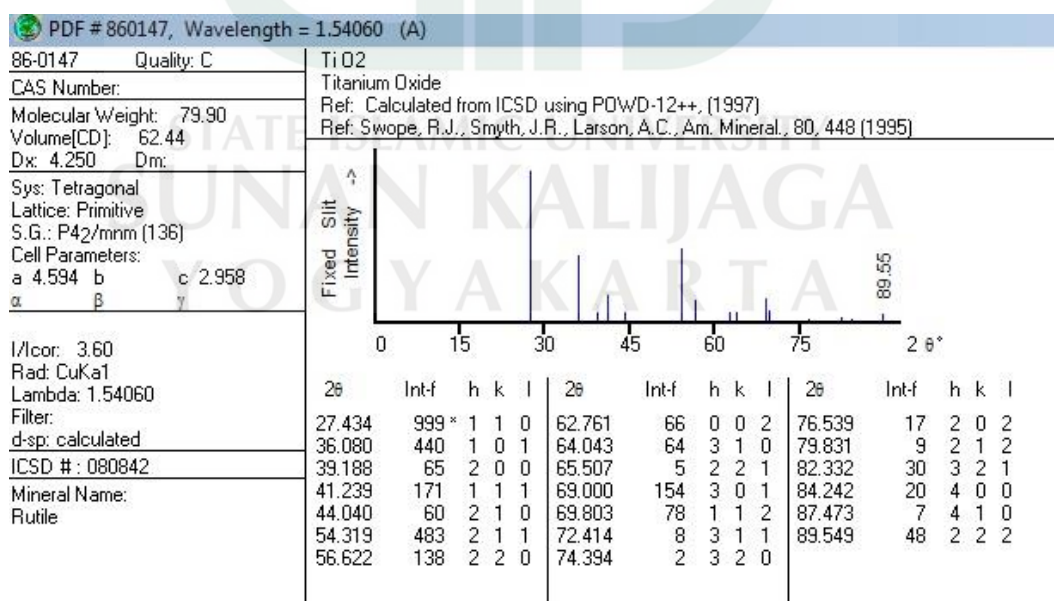 PDF # 860147, Wavelength = 1.54060 (A)
86-0147 Quality: C
CAS Number:
Molecular Weight: 79.90
Volume[CD]: 62.44
Dx: 4.250 Dm:
Sys: Tetragonal
Lattice: Primitive
S.G.: P42/mnm (136)
Cell Parameters:
a 4.594 b c 2.958
α β γ
I/Icor: 3.60
Rad: CuKa1
Lambda: 1.54060
Filter:
d-sp: calculated
ICSD # : 080842
Mineral Name:
Rutile
Ti O2
Titanium Oxide
Ref: Calculated from ICSD using POWD-12++, (1997)
Ref: Swope, R.J., Smyth, J.R., Larson, A.C., Am. Mineral., 80, 448 (1995)
Fixed Slit
Intensity ->
89.55
0 15 30 45 60 75 2 θ°
2θ Int-f h k l 2θ Int-f h k l 2θ Int-f h k l
27.434 999 * 1 1 0 62.761 66 0 0 2 76.539 17 2 0 2
36.080 440 1 0 1 64.043 64 3 1 0 79.831 9 2 1 2
39.188 65 2 0 0 65.507 5 2 2 1 82.332 30 3 2 1
41.239 171 1 1 1 69.000 154 3 0 1 84.242 20 4 0 0
44.040 60 2 1 0 69.803 78 1 1 2 87.473 7 4 1 0
54.319 483 2 1 1 72.414 8 3 1 1 89.549 48 2 2 2
56.622 138 2 2 0 74.394 2 3 2 0
STATE ISLAMIC UNIVERSITY
SUNAN KALIJAGA
YOGYAKARTA